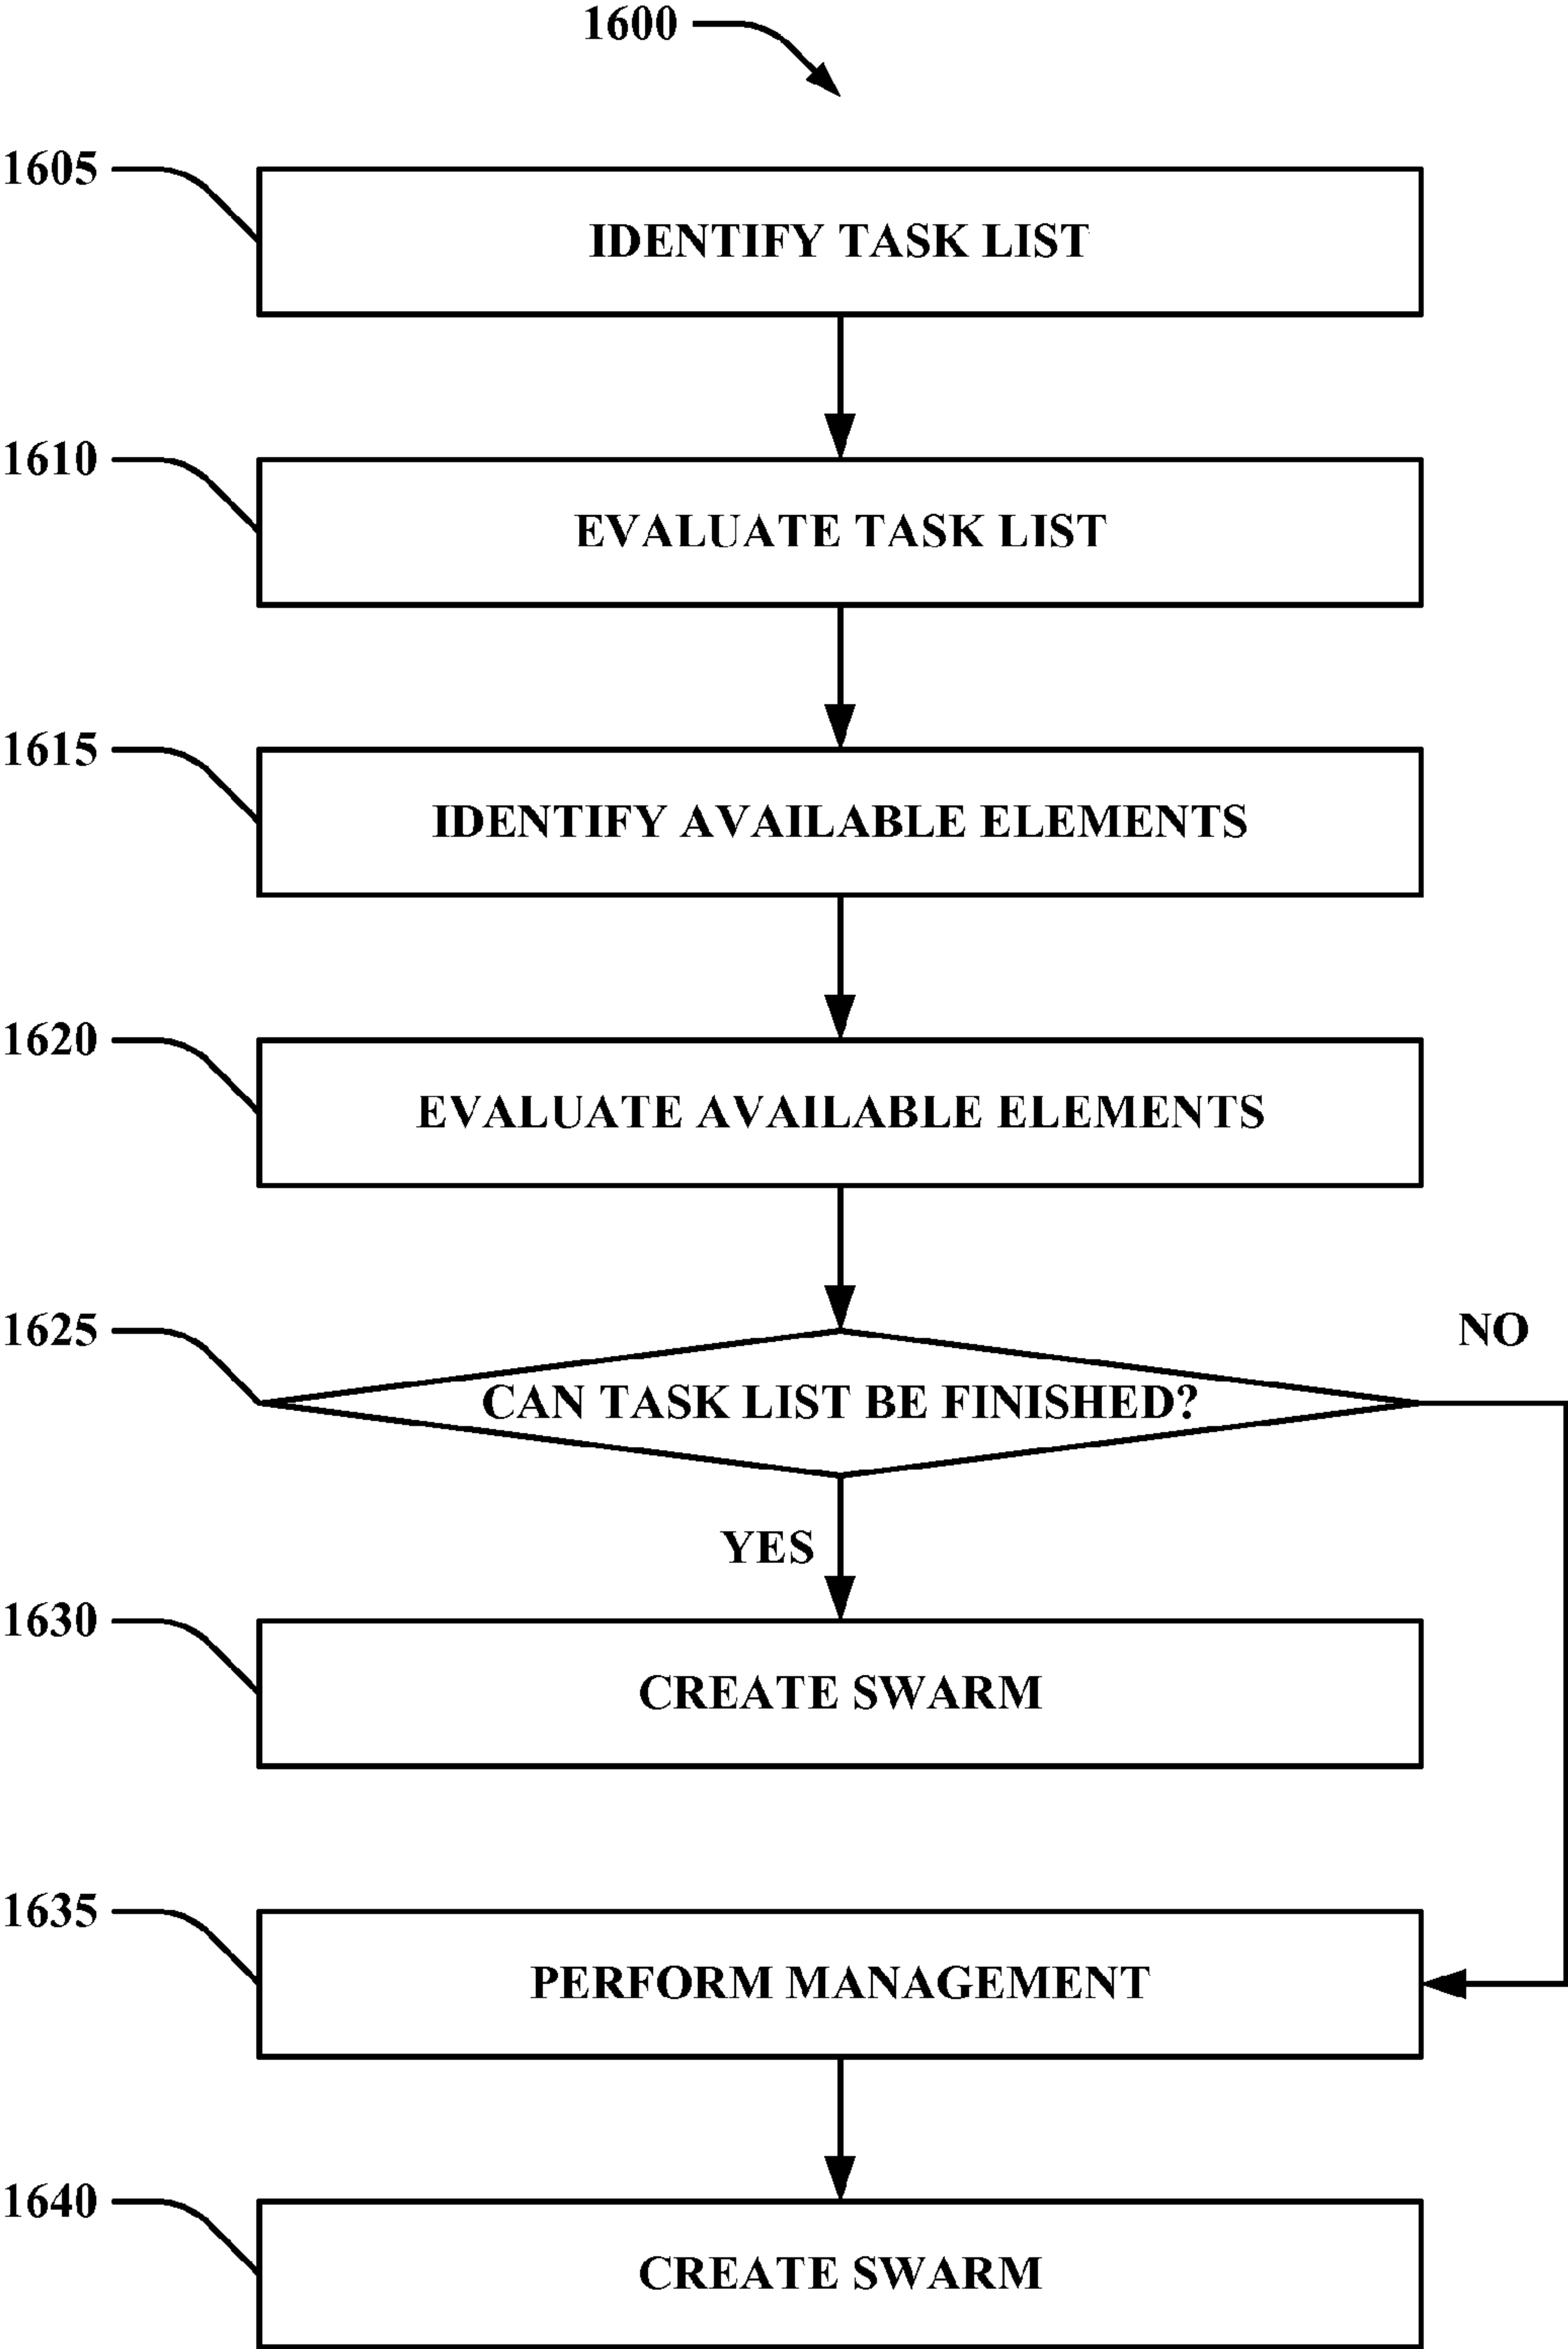 1600
1605
IDENTIFY TASK LIST
1610
EVALUATE TASK LIST
1615
IDENTIFY AVAILABLE ELEMENTS
1620
EVALUATE AVAILABLE ELEMENTS
1625
NO
CAN TASK LIST BE FINISHED?
YES
1630
CREATE SWARM
1635
PERFORM MANAGEMENT
1640
CREATE SWARM